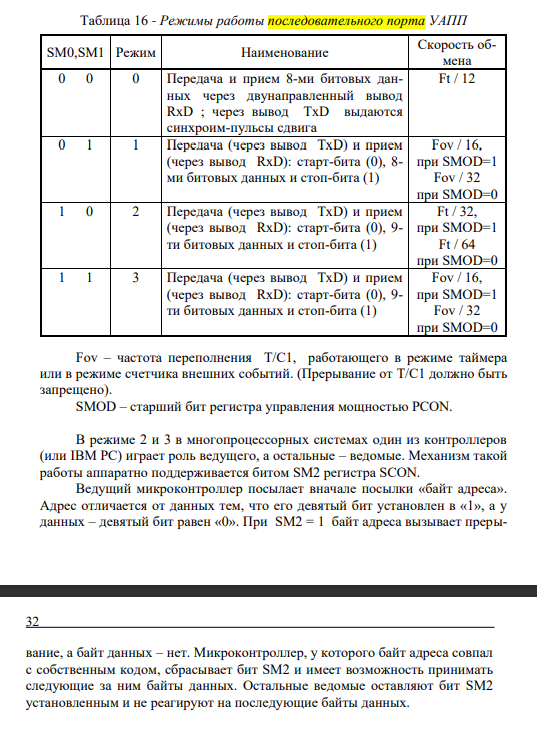 Таблица 16 - Режимы работы последовательного порта УАПП
SM0,SM1 Режим Наименование Скорость об-
мена
0 0 0 Передача и прием 8-ми битовых дан- Ft / 12
ных через двунаправленный вывод
RxD ; через вывод TxD выдаются
синхроим-пульсы сдвига
0 1 1 Передача (через вывод TxD) и прием Fov / 16,
(через вывод RxD): старт-бита (0), 8- при SMOD=1
ми битовых данных и стоп-бита (1) Fov / 32
при SMOD=0
1 0 2 Передача (через вывод TxD) и прием Ft / 32,
(через вывод RxD): старт-бита (0), 9- при SMOD=1
ти битовых данных и стоп-бита (1) Ft / 64
при SMOD=0
1 1 3 Передача (через вывод TxD) и прием Fov / 16,
(через вывод RxD): старт-бита (0), 9- при SMOD=1
ти битовых данных и стоп-бита (1) Fov / 32
при SMOD=0
Fov – частота переполнения T/C1, работающего в режиме таймера
или в режиме счетчика внешних событий. (Прерывание от T/C1 должно быть
запрещено).
SMOD – старший бит регистра управления мощностью PCON.
В режиме 2 и 3 в многопроцессорных системах один из контроллеров
(или IBM PC) играет роль ведущего, а остальные – ведомые. Механизм такой
работы аппаратно поддерживается битом SM2 регистра SCON.
Ведущий микроконтроллер посылает вначале посылки «байт адреса».
Адрес отличается от данных тем, что его девятый бит установлен в «1», а у
данных – девятый бит равен «0». При SM2 = 1 байт адреса вызывает преры-
32
вание, а байт данных – нет. Микроконтроллер, у которого байт адреса совпал
с собственным кодом, сбрасывает бит SM2 и имеет возможность принимать
следующие за ним байты данных. Остальные ведомые оставляют бит SM2
установленным и не реагируют на последующие байты данных.